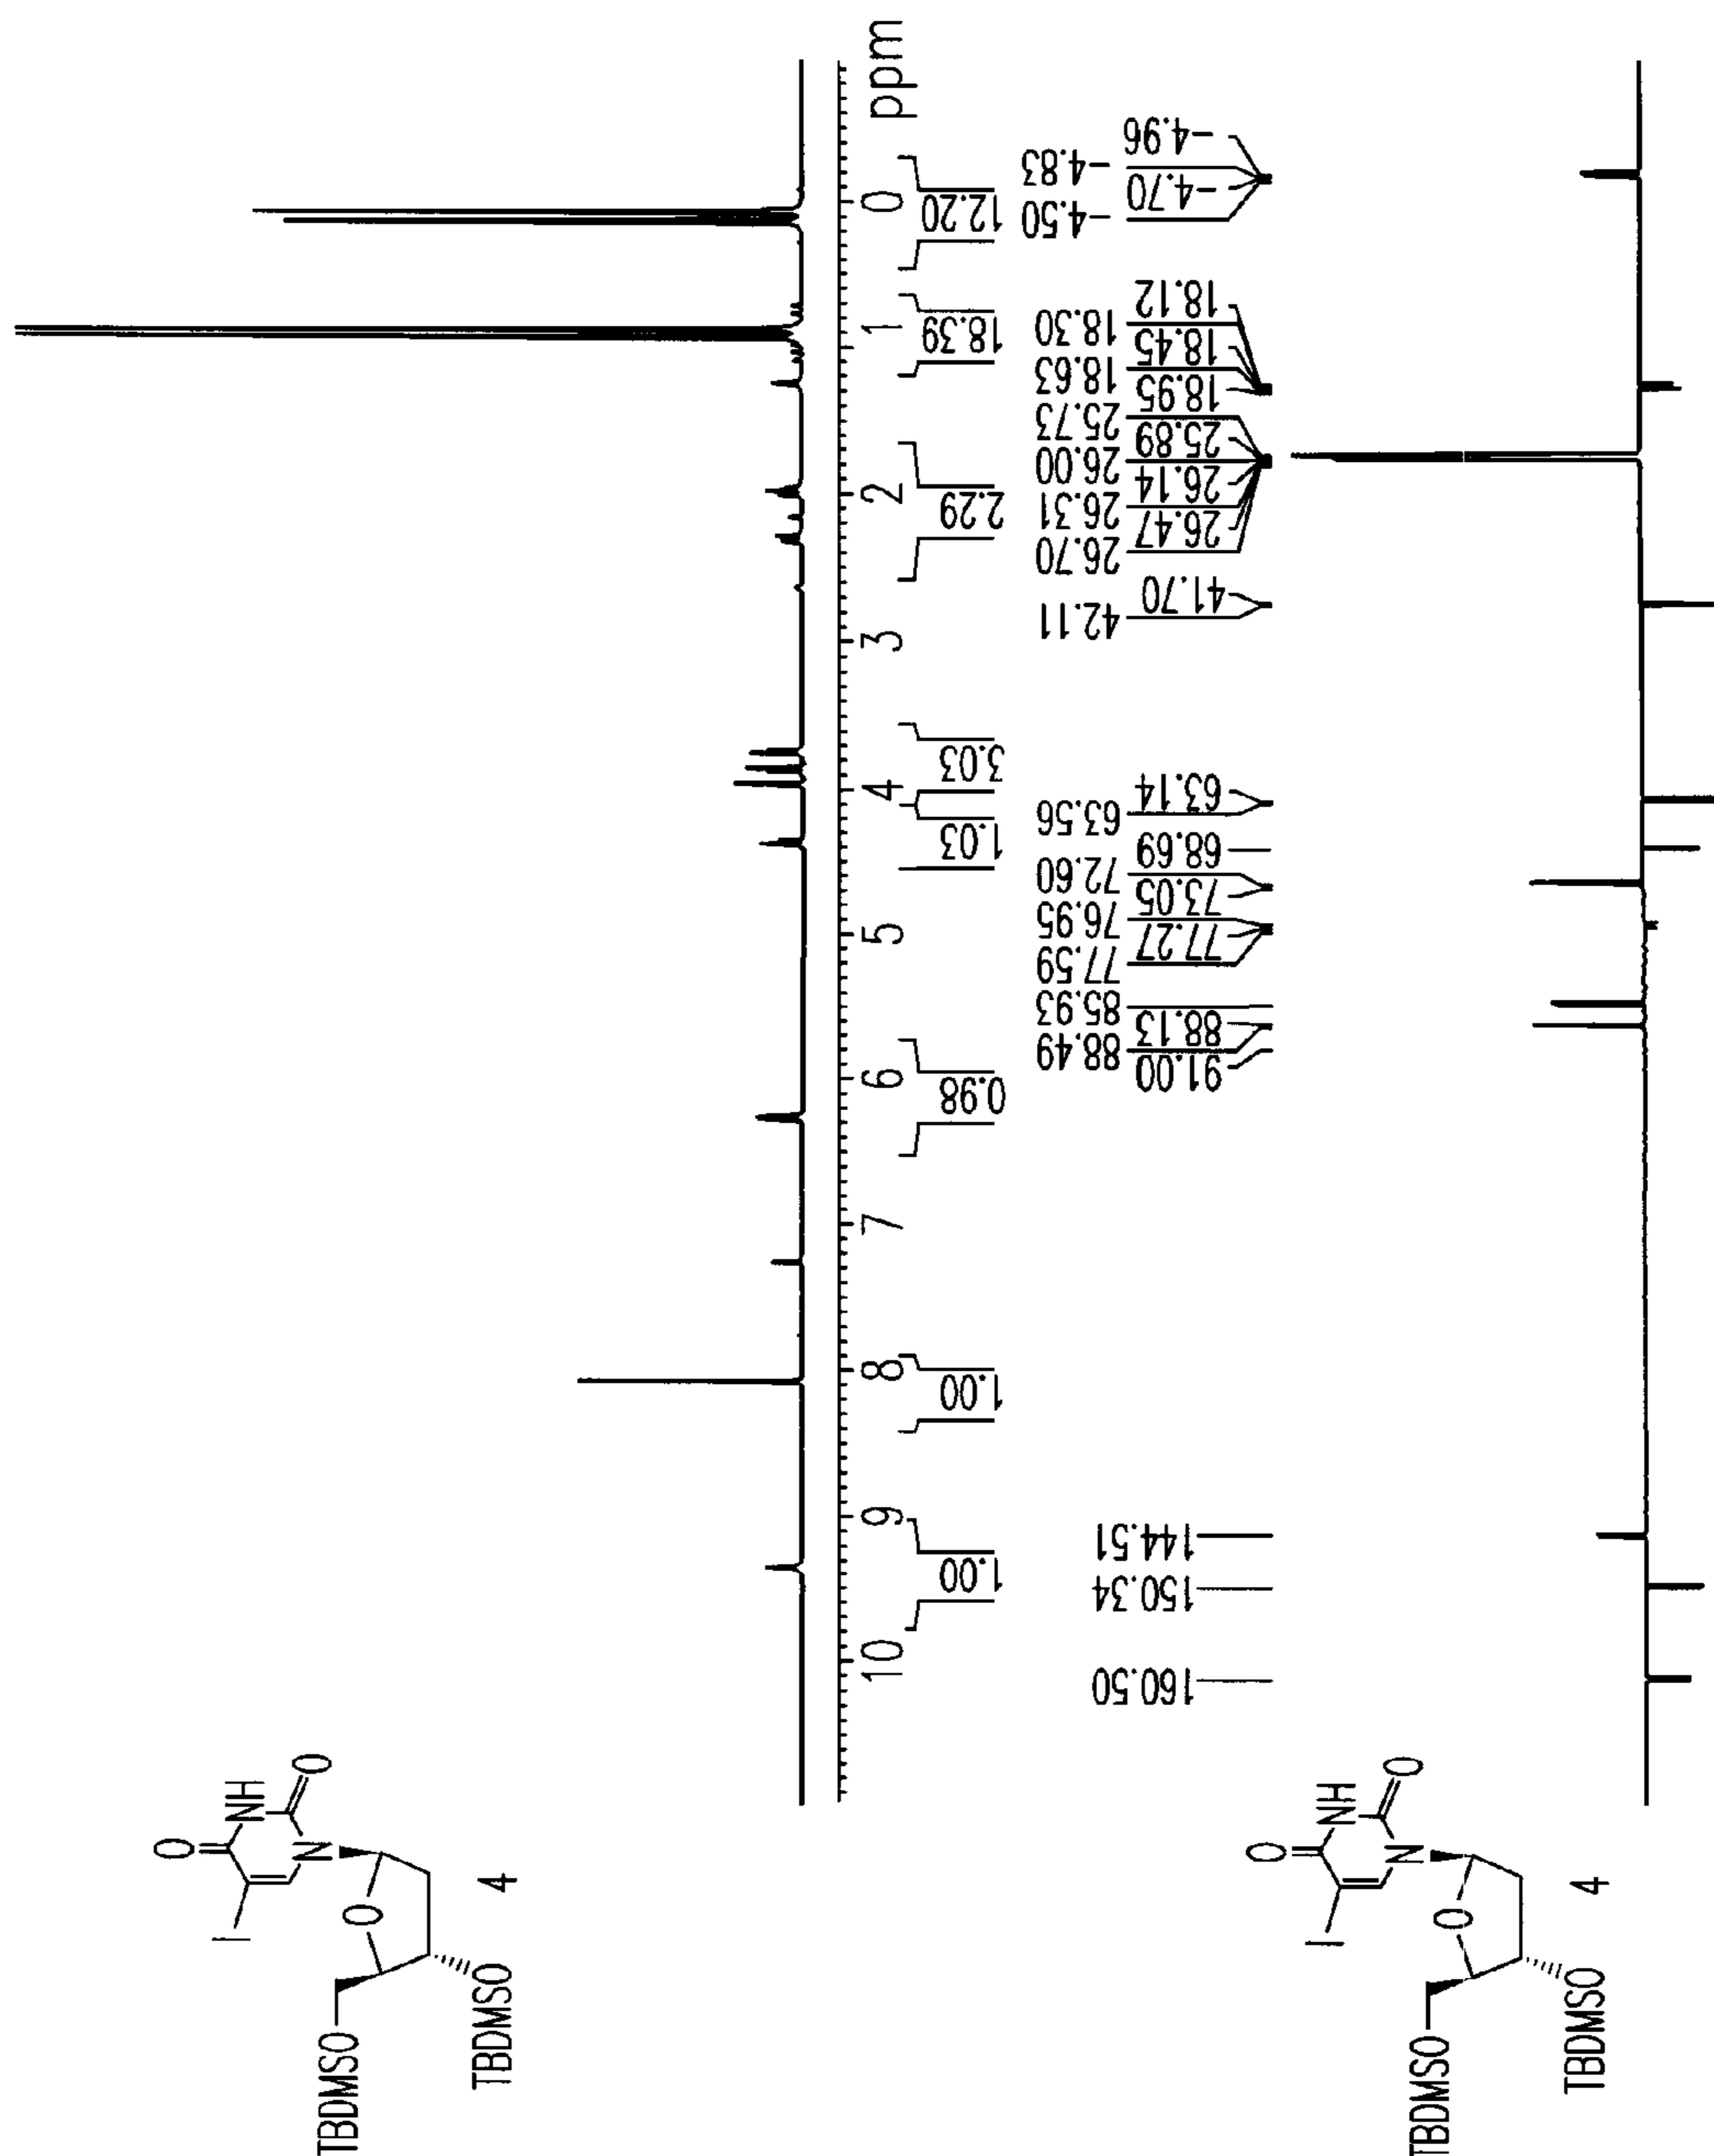 O
I
NH
N
O
O
TBDMSO
TBDMSO
4
10 9 8 7 6 5 4 3 2 1 0 ppm
1.00
1.00
0.98
1.03
3.03
2.29
18.39
12.20
160.50
150.34
144.51
91.00
88.49
88.13
85.93
77.59
77.27
76.95
73.05
72.60
68.69
63.56
63.14
42.11
41.70
26.70
26.47
26.31
26.14
26.00
25.89
25.73
18.95
18.63
18.45
18.30
18.12
-4.50
-4.70
-4.83
-4.96
O
I
NH
N
O
O
TBDMSO
TBDMSO
4